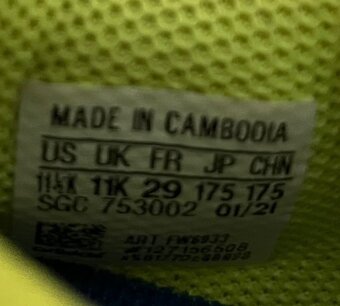 MADE IN CAMBODIA
US UK FR JP CHN
11½K 11K 29 175 175
SGC 753002 01/21
ART FW6933